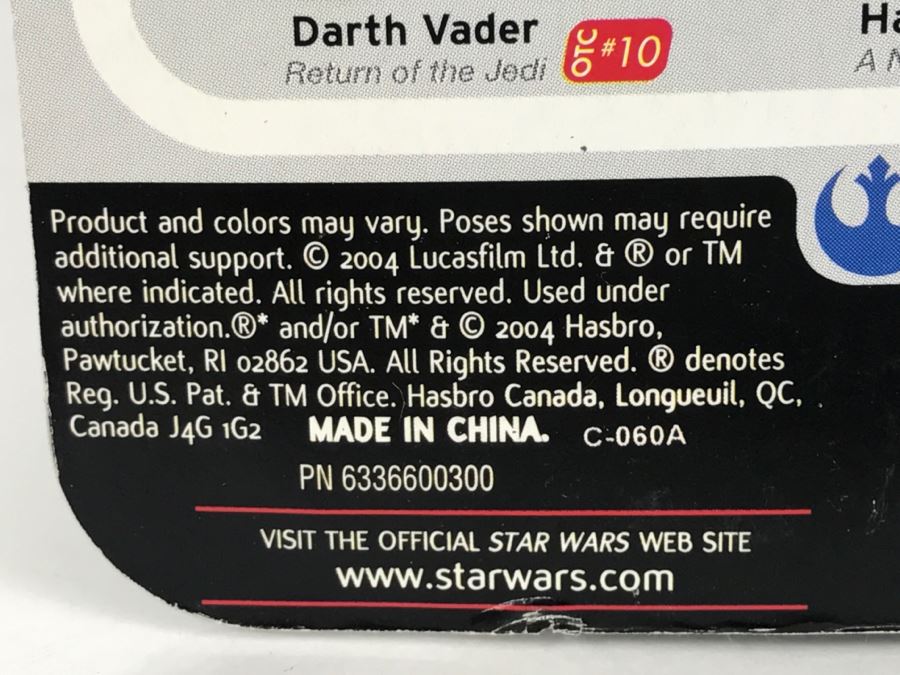 Darth Vader
Return of the Jedi
OTC #10
Ha
A N
Product and colors may vary. Poses shown may require
additional support. © 2004 Lucasfilm Ltd. & ® or TM
where indicated. All rights reserved. Used under
authorization.®* and/or TM* & © 2004 Hasbro,
Pawtucket, RI 02862 USA. All Rights Reserved. ® denotes
Reg. U.S. Pat. & TM Office. Hasbro Canada, Longueuil, QC,
Canada J4G 1G2 MADE IN CHINA. C-060A
PN 6336600300
VISIT THE OFFICIAL STAR WARS WEB SITE
www.starwars.com